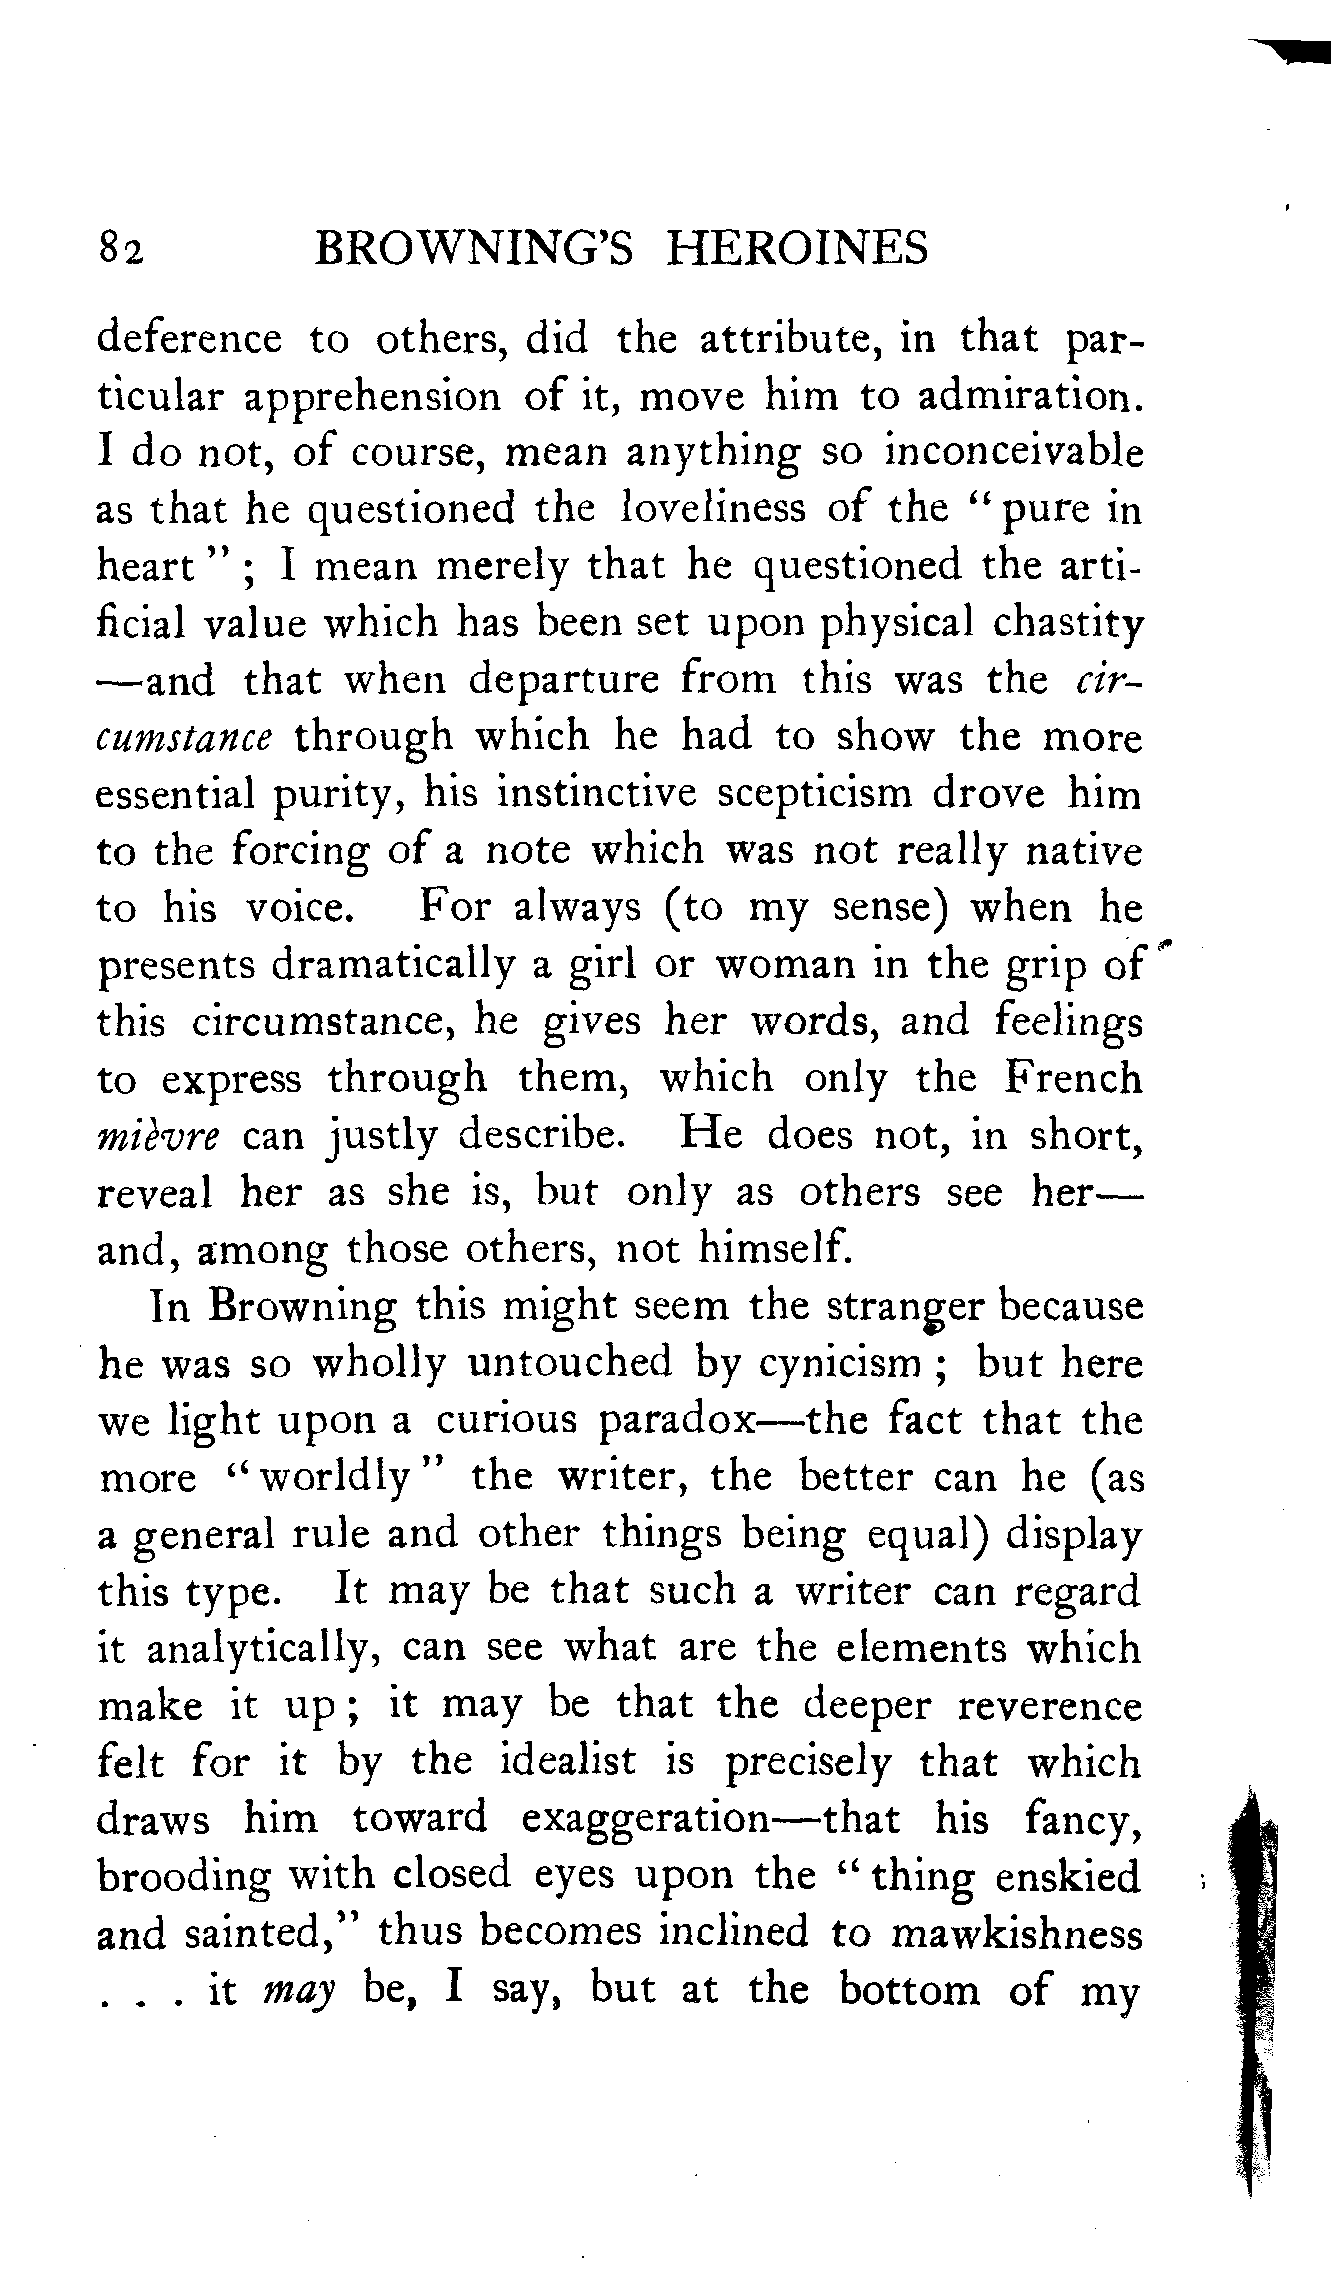 82 BROWNING'S HEROINES
deference to others, did the attribute, in that par-
ticular apprehension of it, move him to admiration.
I do not, of course, mean anything so inconceivable
as that he questioned the loveliness of the “pure in
heart”; I mean merely that he questioned the arti-
ficial value which has been set upon physical chastity
—and that when departure from this was the cir-
cumstance through which he had to show the more
essential purity, his instinctive scepticism drove him
to the forcing of a note which was not really native
to his voice. For always (to my sense) when he
presents dramatically a girl or woman in the grip of
this circumstance, he gives her words, and feelings
to express through them, which only the French
mièvre can justly describe. He does not, in short,
reveal her as she is, but only as others see her—
and, among those others, not himself.
In Browning this might seem the stranger because
he was so wholly untouched by cynicism; but here
we light upon a curious paradox—the fact that the
more “worldly” the writer, the better can he (as
a general rule and other things being equal) display
this type. It may be that such a writer can regard
it analytically, can see what are the elements which
make it up; it may be that the deeper reverence
felt for it by the idealist is precisely that which
draws him toward exaggeration—that his fancy,
brooding with closed eyes upon the “thing enskied
and sainted,” thus becomes inclined to mawkishness
. . . it may be, I say, but at the bottom of my